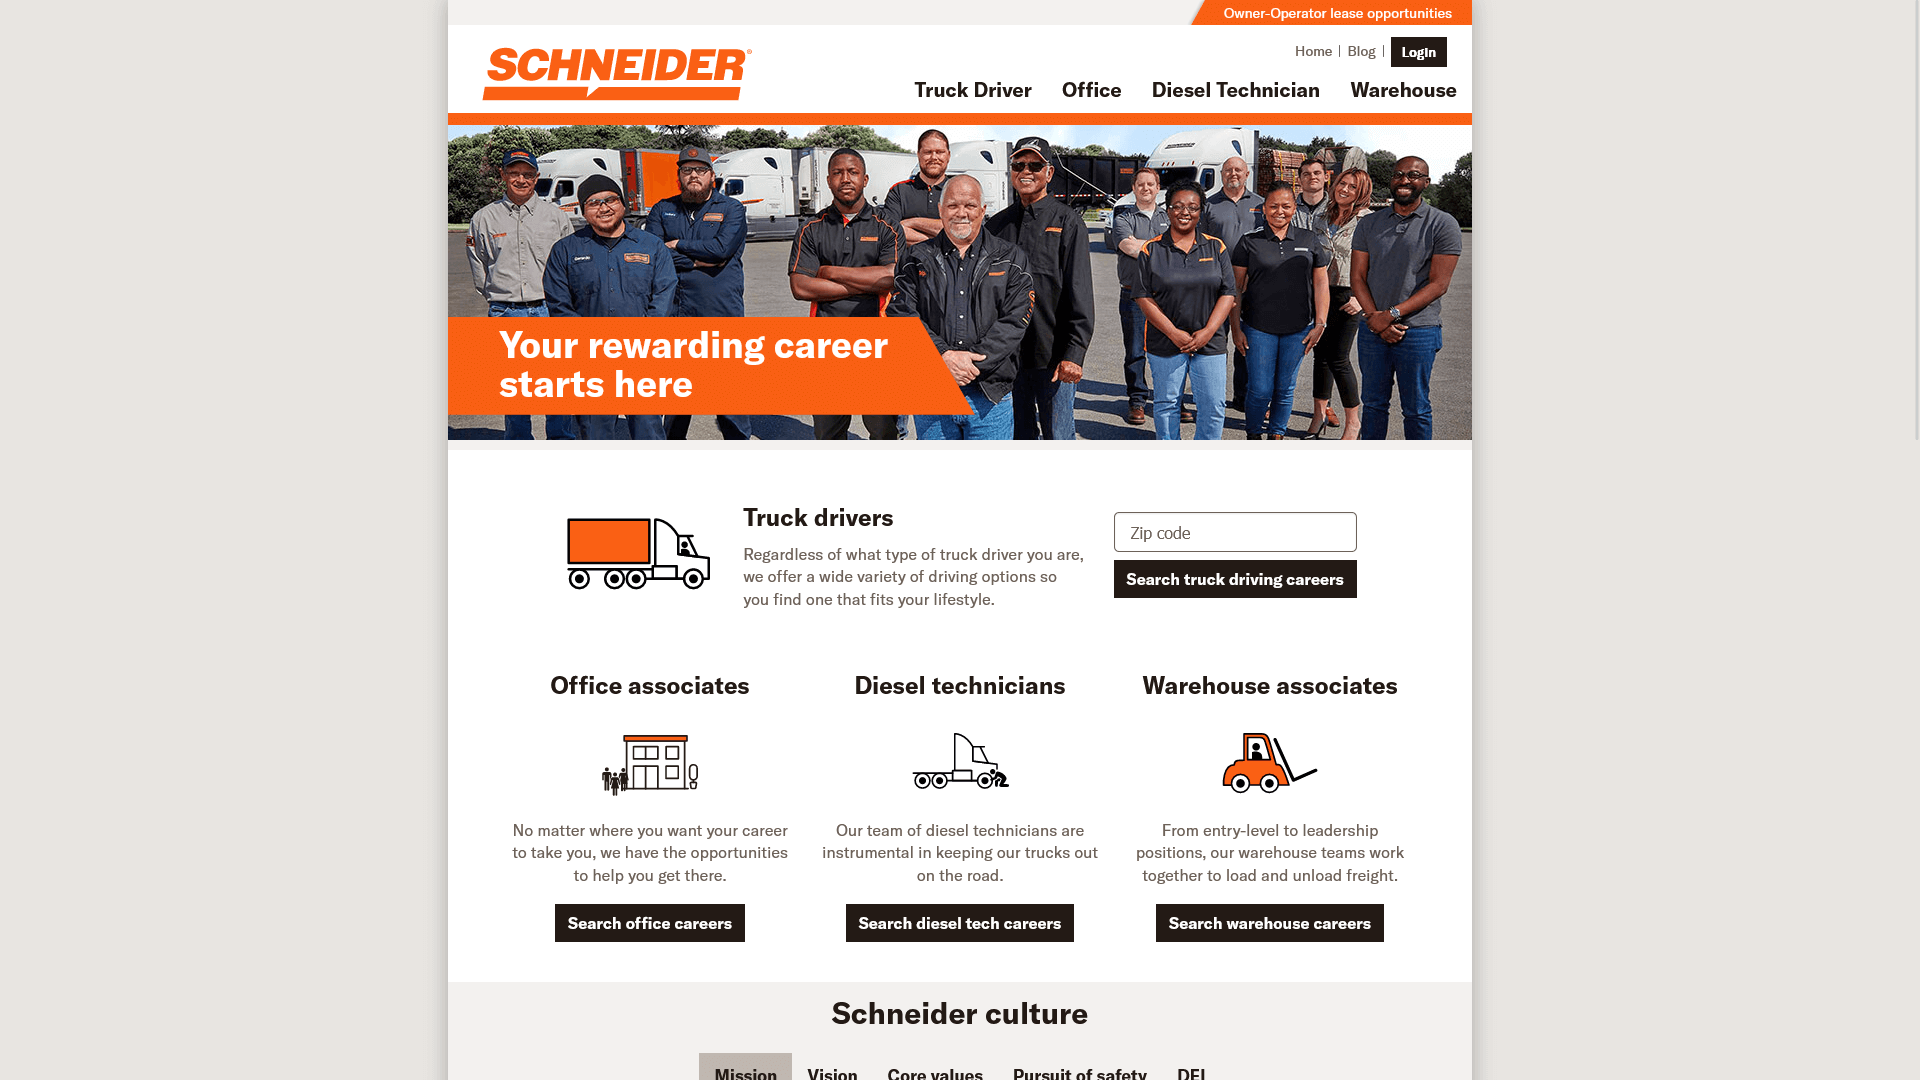 Owner-Operator lease opportunities
SCHNEIDER®
Home
Blog
Login
Truck Driver
Office
Diesel Technician
Warehouse
Your rewarding career
starts here
Truck drivers
Regardless of what type of truck driver you are,
we offer a wide variety of driving options so
you find one that fits your lifestyle.
Zip code
Search truck driving careers
Office associates
No matter where you want your career
to take you, we have the opportunities
to help you get there.
Search office careers
Diesel technicians
Our team of diesel technicians are
instrumental in keeping our trucks out
on the road.
Search diesel tech careers
Warehouse associates
From entry-level to leadership
positions, our warehouse teams work
together to load and unload freight.
Search warehouse careers
Schneider culture
Mission
Vision
Core values
Pursuit of safety
DEI